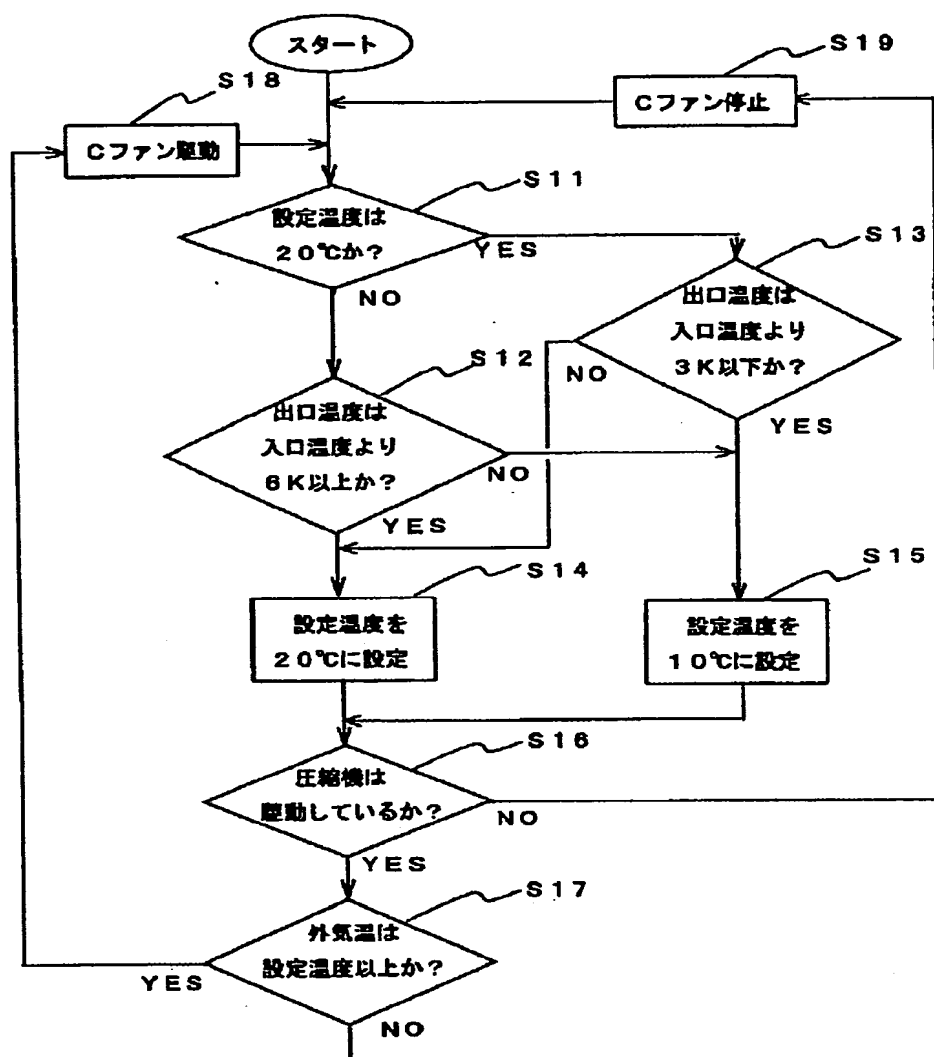 スタート
S19
S18
Cファン停止
Cファン駆動
S11
設定温度は
20℃か?
YES
S13
NO
出口温度は
入口温度より
3K以下か?
S12
NO
出口温度は
入口温度より
6K以上か?
YES
NO
YES
S14
S15
設定温度を
20℃に設定
設定温度を
10℃に設定
S16
圧縮機は
駆動しているか?
NO
YES
S17
外気温は
設定温度以上か?
YES
NO